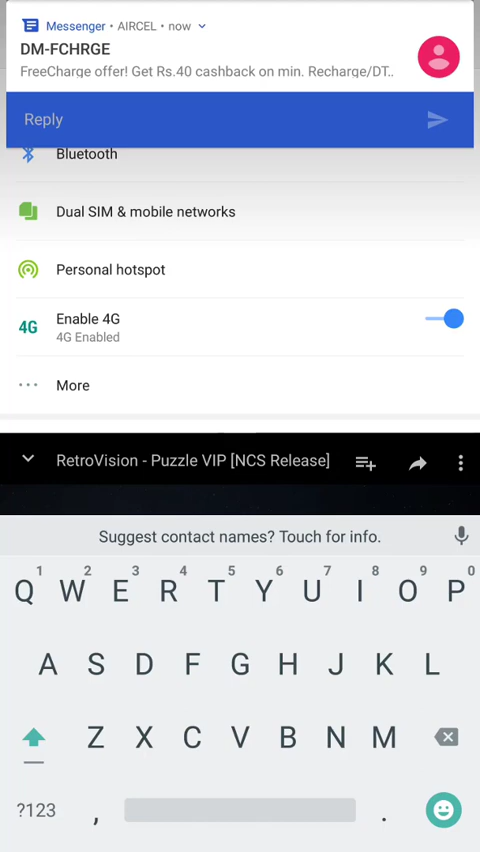 Messenger • AIRCEL • now
DM-FCHRGE
FreeCharge offer! Get Rs.40 cashback on min. Recharge/DT..
Reply
Bluetooth
Dual SIM & mobile networks
Personal hotspot
4G Enable 4G
4G Enabled
More
RetroVision - Puzzle VIP [NCS Release]
Suggest contact names? Touch for info.
1 2 3 4 5 6 7 8 9 0
Q W E R T Y U I O P
A S D F G H J K L
Z X C V B N M
?123 , .